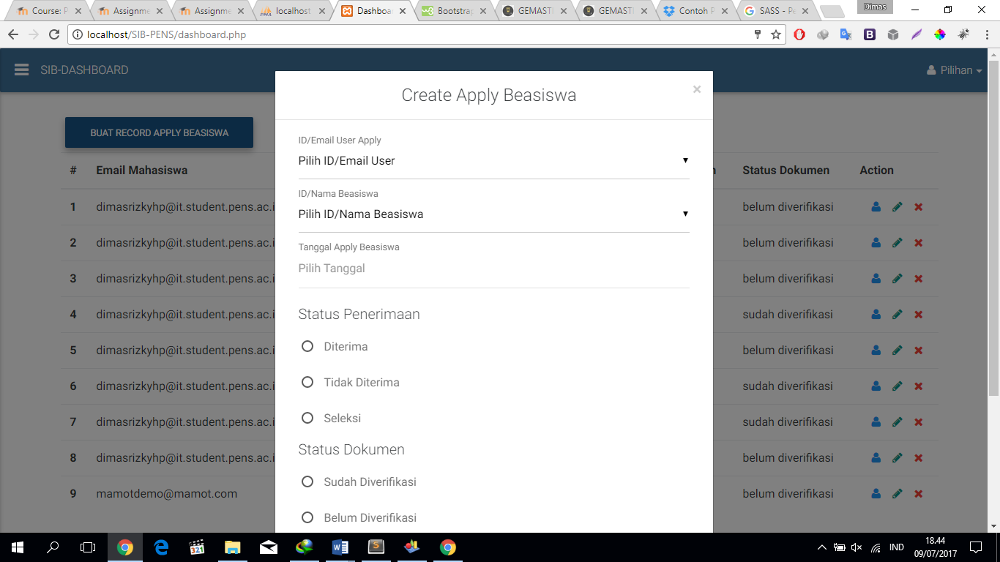 Course: P
Assignme
Assignme
localhost
Dashboa
Bootstrap
GEMASTI
GEMASTI
Contoh P
SASS - Pe
Dimas
localhost/SIB-PENS/dashboard.php
SIB-DASHBOARD
Pilihan
Create Apply Beasiswa
×
BUAT RECORD APPLY BEASISWA
# Email Mahasiswa Status Dokumen Action
1 dimasrizkyhp@it.student.pens.ac.i belum diverifikasi
2 dimasrizkyhp@it.student.pens.ac.i belum diverifikasi
3 dimasrizkyhp@it.student.pens.ac.i belum diverifikasi
4 dimasrizkyhp@it.student.pens.ac.i sudah diverifikasi
5 dimasrizkyhp@it.student.pens.ac.i belum diverifikasi
6 dimasrizkyhp@it.student.pens.ac.i sudah diverifikasi
7 dimasrizkyhp@it.student.pens.ac.i sudah diverifikasi
8 dimasrizkyhp@it.student.pens.ac.i belum diverifikasi
9 mamotdemo@mamot.com belum diverifikasi
ID/Email User Apply
Pilih ID/Email User
ID/Nama Beasiswa
Pilih ID/Nama Beasiswa
Tanggal Apply Beasiswa
Pilih Tanggal
Status Penerimaan
Diterima
Tidak Diterima
Seleksi
Status Dokumen
Sudah Diverifikasi
Belum Diverifikasi
IND
18.44
09/07/2017